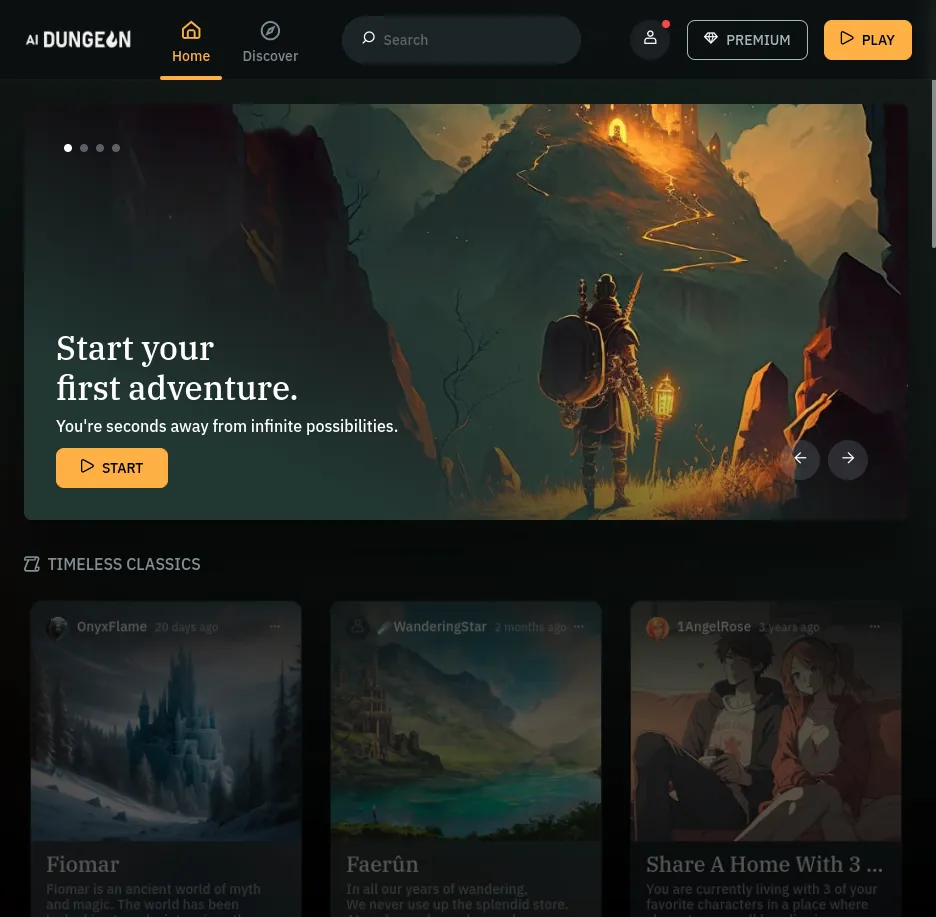 AI DUNGEON
Home
Discover
Search
PREMIUM
PLAY
Start your
first adventure.
You're seconds away from infinite possibilities.
START
TIMELESS CLASSICS
OnyxFlame 20 days ago
WanderingStar 2 months ago
1AngelRose 3 years ago
Fiomar
Faerûn
Share A Home With 3 ...
Fiomar is an ancient world of myth
and magic. The world has been
In all our years of wandering,
We never use up the splendid store.
You are currently living with 3 of your
favorite characters in a place where